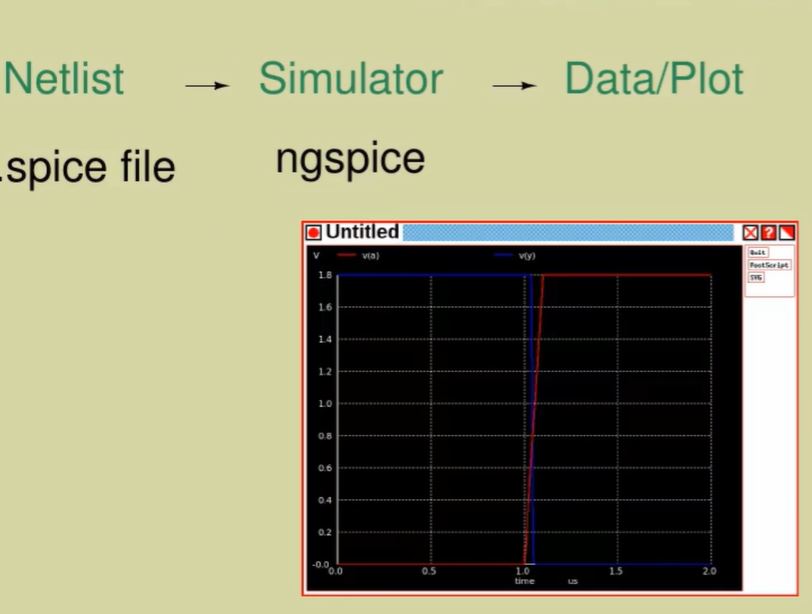 Netlist → Simulator → Data/Plot
.spice file ngspice
Untitled
V v(a) v(y)
Quit
PostScript
SVG
1.8
1.6
1.4
1.2
1.0
0.8
0.6
0.4
0.2
-0.0
0.0 0.5 1.0 1.5 2.0
time us